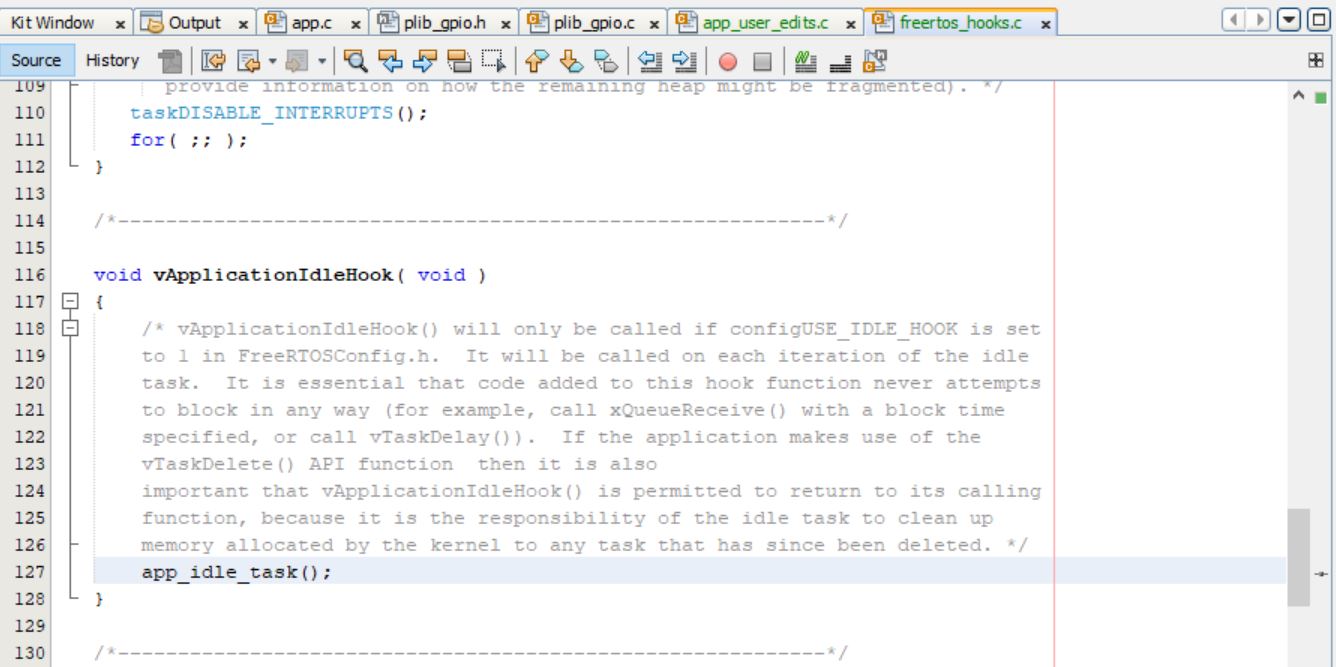 Kit Window x Output x app.c x plib_gpio.h x plib_gpio.c x app_user_edits.c x freertos_hooks.c x
Source History
109 provide information on how the remaining heap might be fragmented). */
110 taskDISABLE_INTERRUPTS();
111 for( ;; );
112 }
113
114 /*-----------------------------------------------------------*/
115
116 void vApplicationIdleHook( void )
117 {
118 /* vApplicationIdleHook() will only be called if configUSE_IDLE_HOOK is set
119 to 1 in FreeRTOSConfig.h.  It will be called on each iteration of the idle
120 task.  It is essential that code added to this hook function never attempts
121 to block in any way (for example, call xQueueReceive() with a block time
122 specified, or call vTaskDelay()).  If the application makes use of the
123 vTaskDelete() API function  then it is also
124 important that vApplicationIdleHook() is permitted to return to its calling
125 function, because it is the responsibility of the idle task to clean up
126 memory allocated by the kernel to any task that has since been deleted. */
127 app_idle_task();
128 }
129
130 /*-----------------------------------------------------------*/